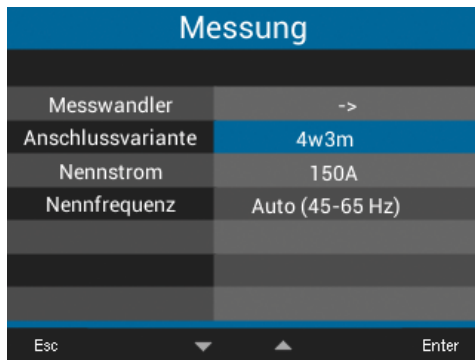 Messung
Messwandler ->
Anschlussvariante 4w3m
Nennstrom 150A
Nennfrequenz Auto (45-65 Hz)
Esc Enter